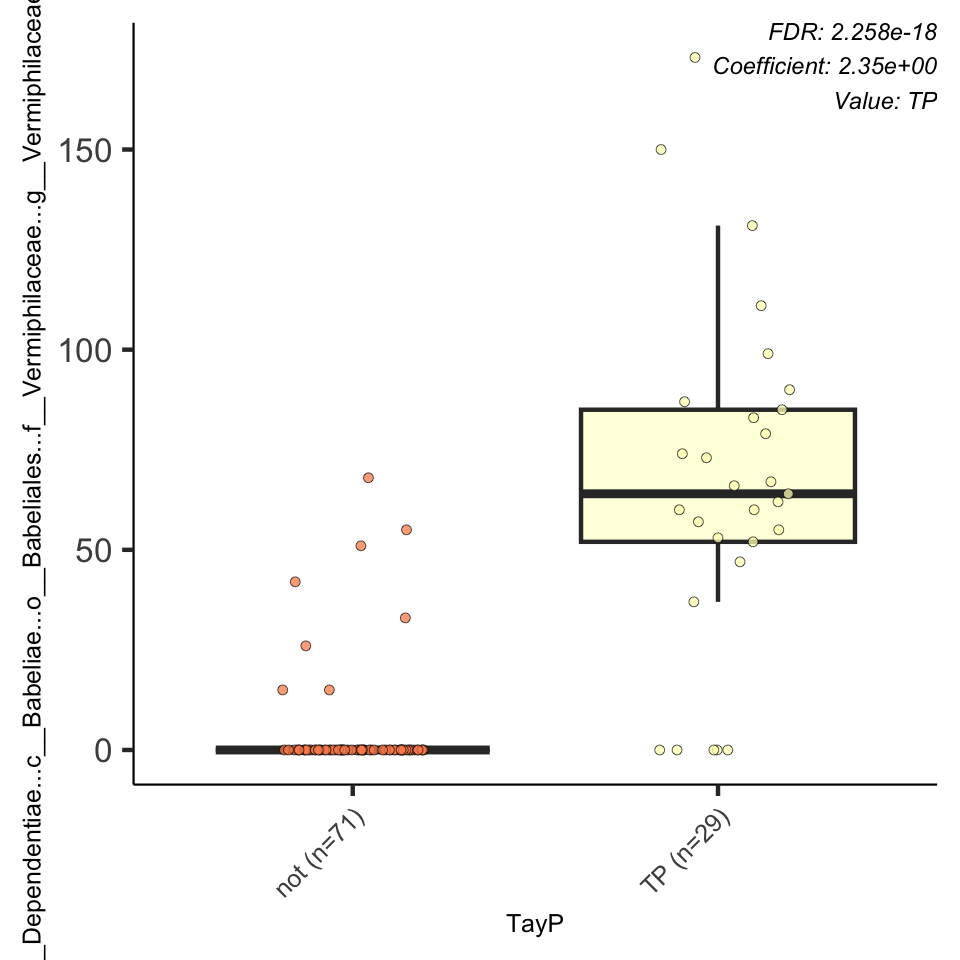 FDR: 2.258e-18
Coefficient: 2.35e+00
Value: TP
_Dependentiae...c__Babeliae...o__Babeliales...f__Vermiphilaceae...g__Vermiphilaceae
150
100
50
0
not (n=71)
TP (n=29)
TayP